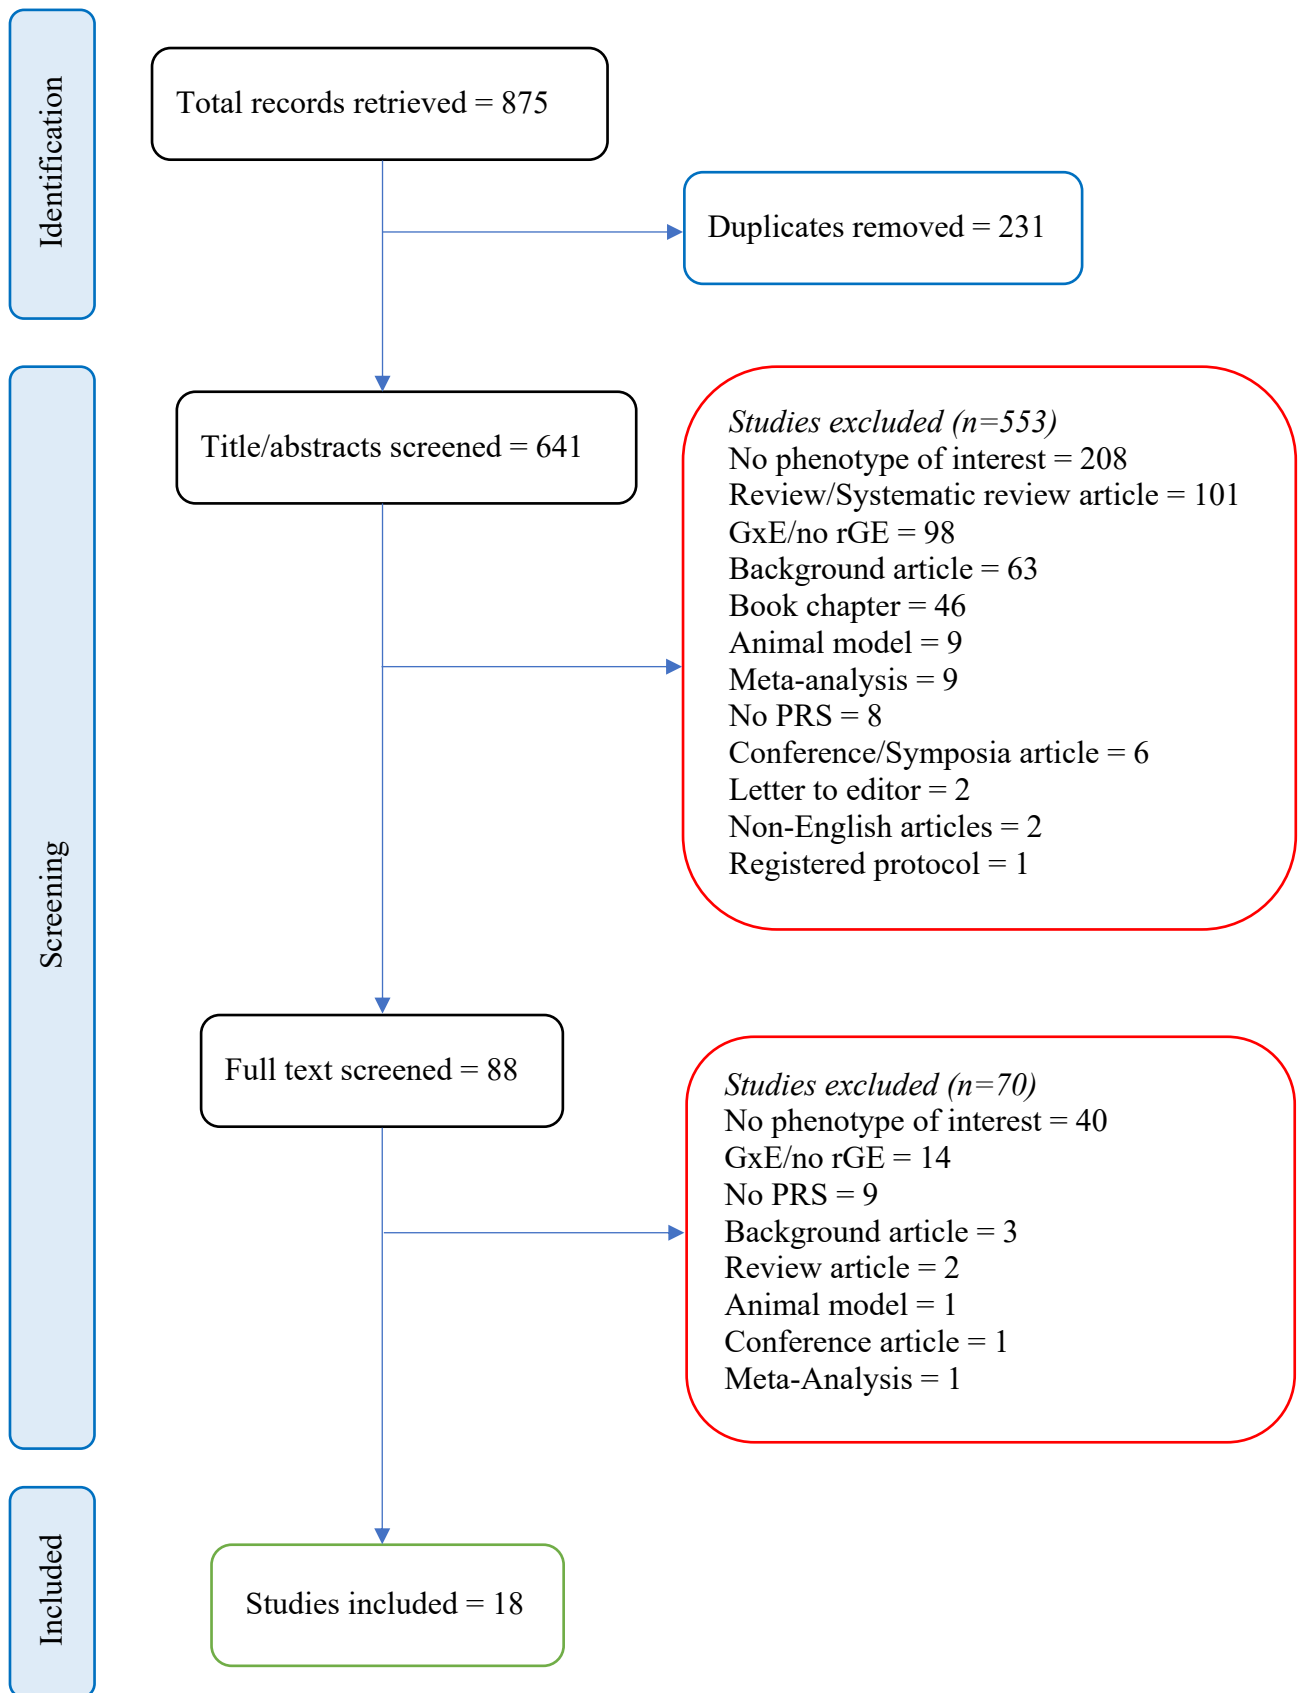 Identification
Total records retrieved = 875
Duplicates removed = 231
Screening
Title/abstracts screened = 641
Studies excluded (n=553)
No phenotype of interest = 208
Review/Systematic review article = 101
GxE/no rGE = 98
Background article = 63
Book chapter = 46
Animal model = 9
Meta-analysis = 9
No PRS = 8
Conference/Symposia article = 6
Letter to editor = 2
Non-English articles = 2
Registered protocol = 1
Full text screened = 88
Studies excluded (n=70)
No phenotype of interest = 40
GxE/no rGE = 14
No PRS = 9
Background article = 3
Review article = 2
Animal model = 1
Conference article = 1
Meta-Analysis = 1
Included
Studies included = 18